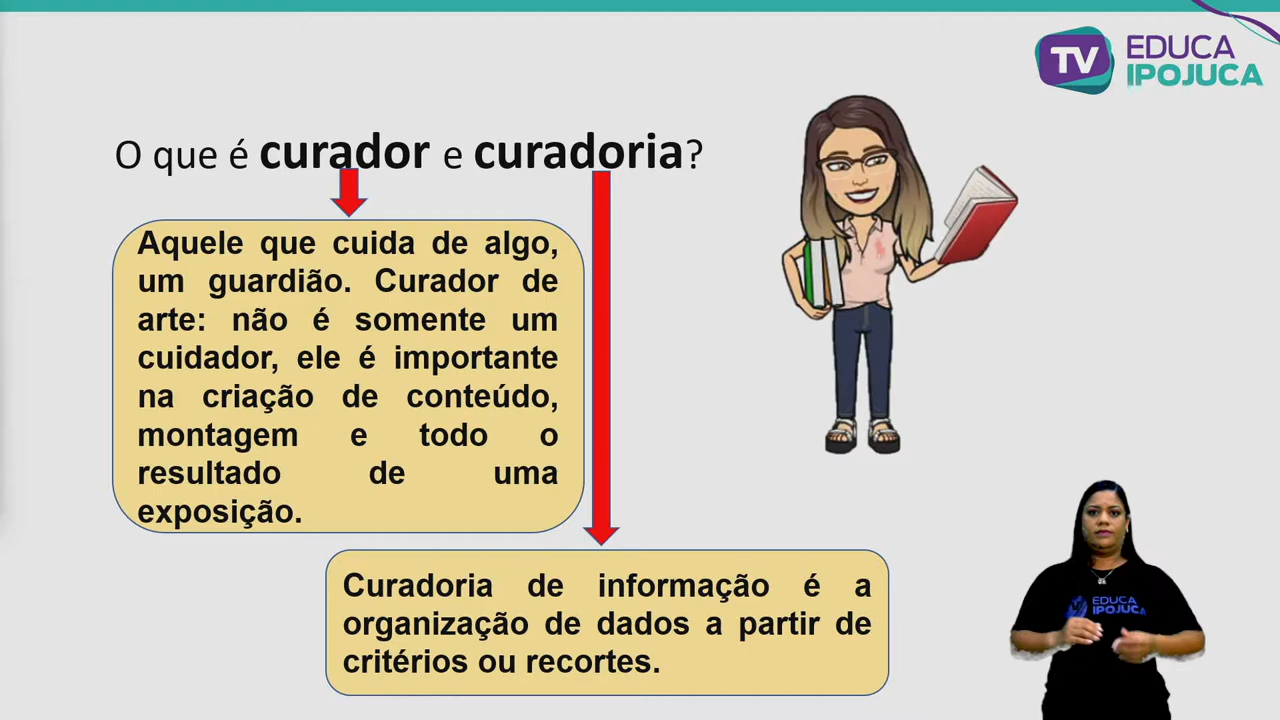 TV EDUCA
IPOJUCA
O que é curador e curadoria?
Aquele que cuida de algo,
um guardião. Curador de
arte: não é somente um
cuidador, ele é importante
na criação de conteúdo,
montagem e todo o
resultado de uma
exposição.
Curadoria de informação é a
organização de dados a partir de
critérios ou recortes.
EDUCA
IPOJUCA